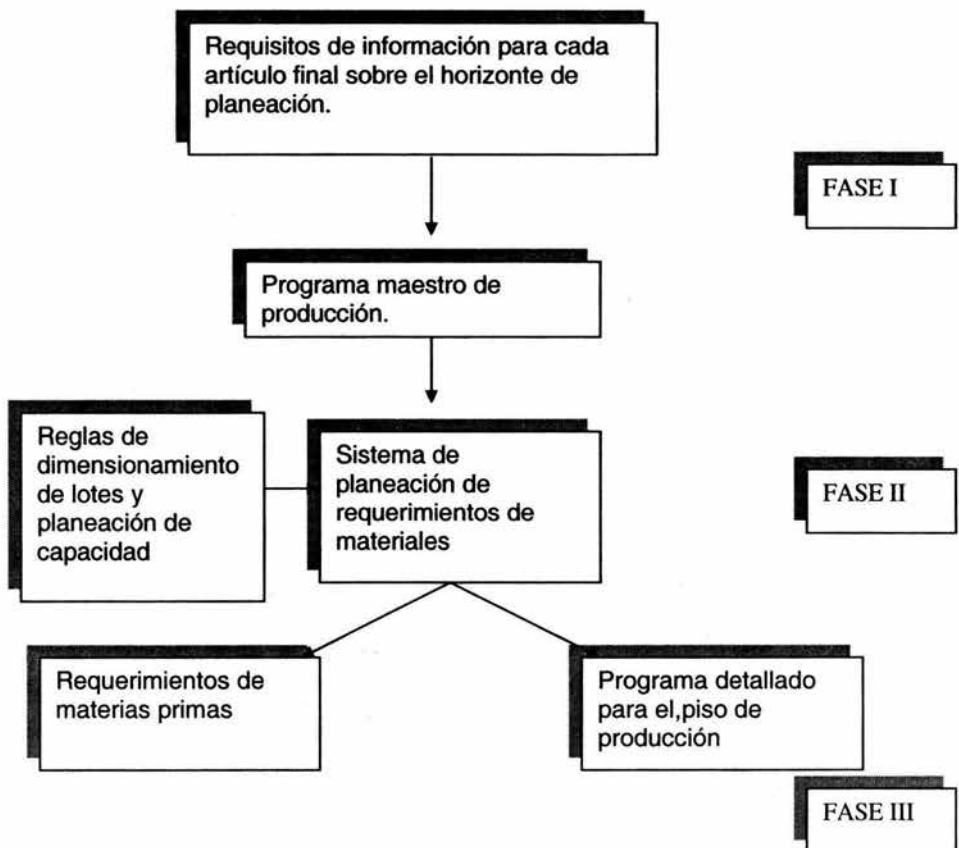 Requisitos de información para cada
artículo final sobre el horizonte de
planeación.
FASE I
Programa maestro de
producción.
Reglas de
dimensionamiento
de lotes y
planeación de
capacidad
Sistema de
planeación de
requerimientos de
materiales
FASE II
Requerimientos de
materias primas
Programa detallado
para el,piso de
producción
FASE III